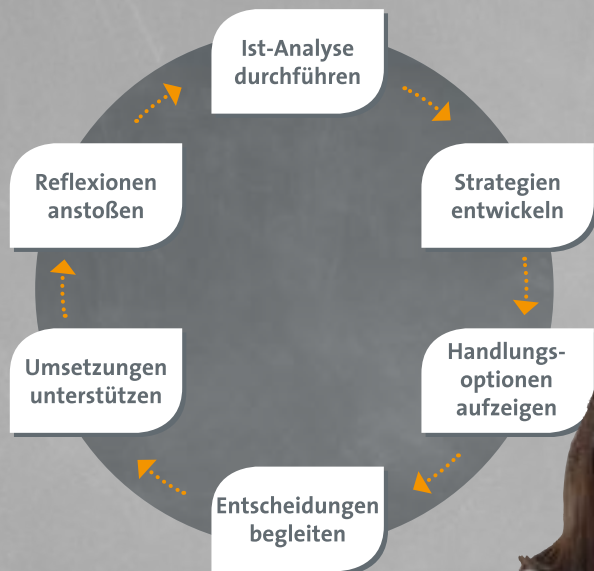 Ist-Analyse
durchführen
Strategien
entwickeln
Handlungs-
optionen
aufzeigen
Entscheidungen
begleiten
Umsetzungen
unterstützen
Reflexionen
anstoßen